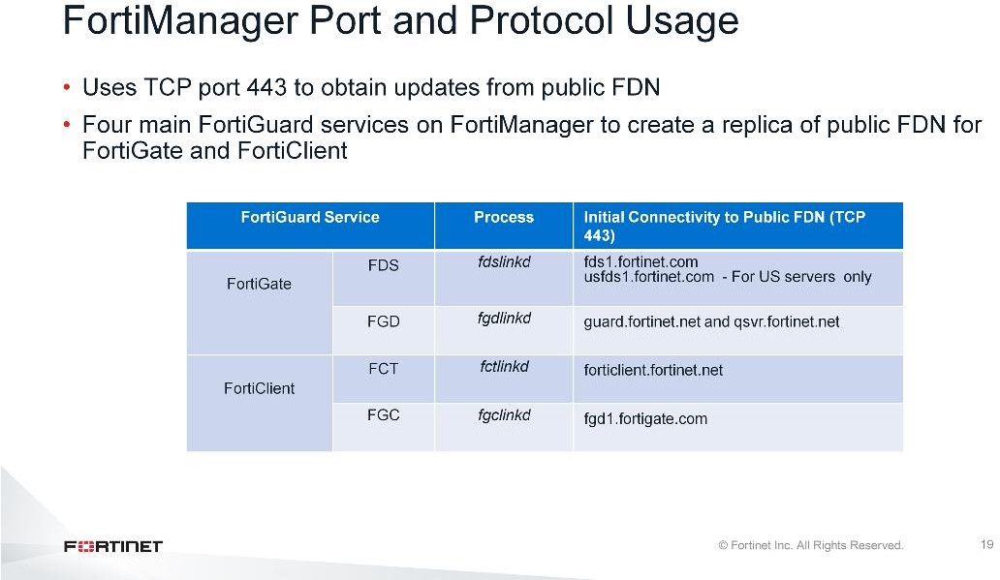 FortiManager Port and Protocol Usage
• Uses TCP port 443 to obtain updates from public FDN
• Four main FortiGuard services on FortiManager to create a replica of public FDN for
FortiGate and FortiClient
FortiGuard Service Process Initial Connectivity to Public FDN (TCP
443)
FortiGate FDS fdslinkd fds1.fortinet.com
usfds1.fortinet.com - For US servers only
FGD fgdlinkd guard.fortinet.net and qsvr.fortinet.net
FortiClient FCT fctlinkd forticlient.fortinet.net
FGC fgclinkd fgd1.fortigate.com
FORTINET © Fortinet Inc. All Rights Reserved. 19